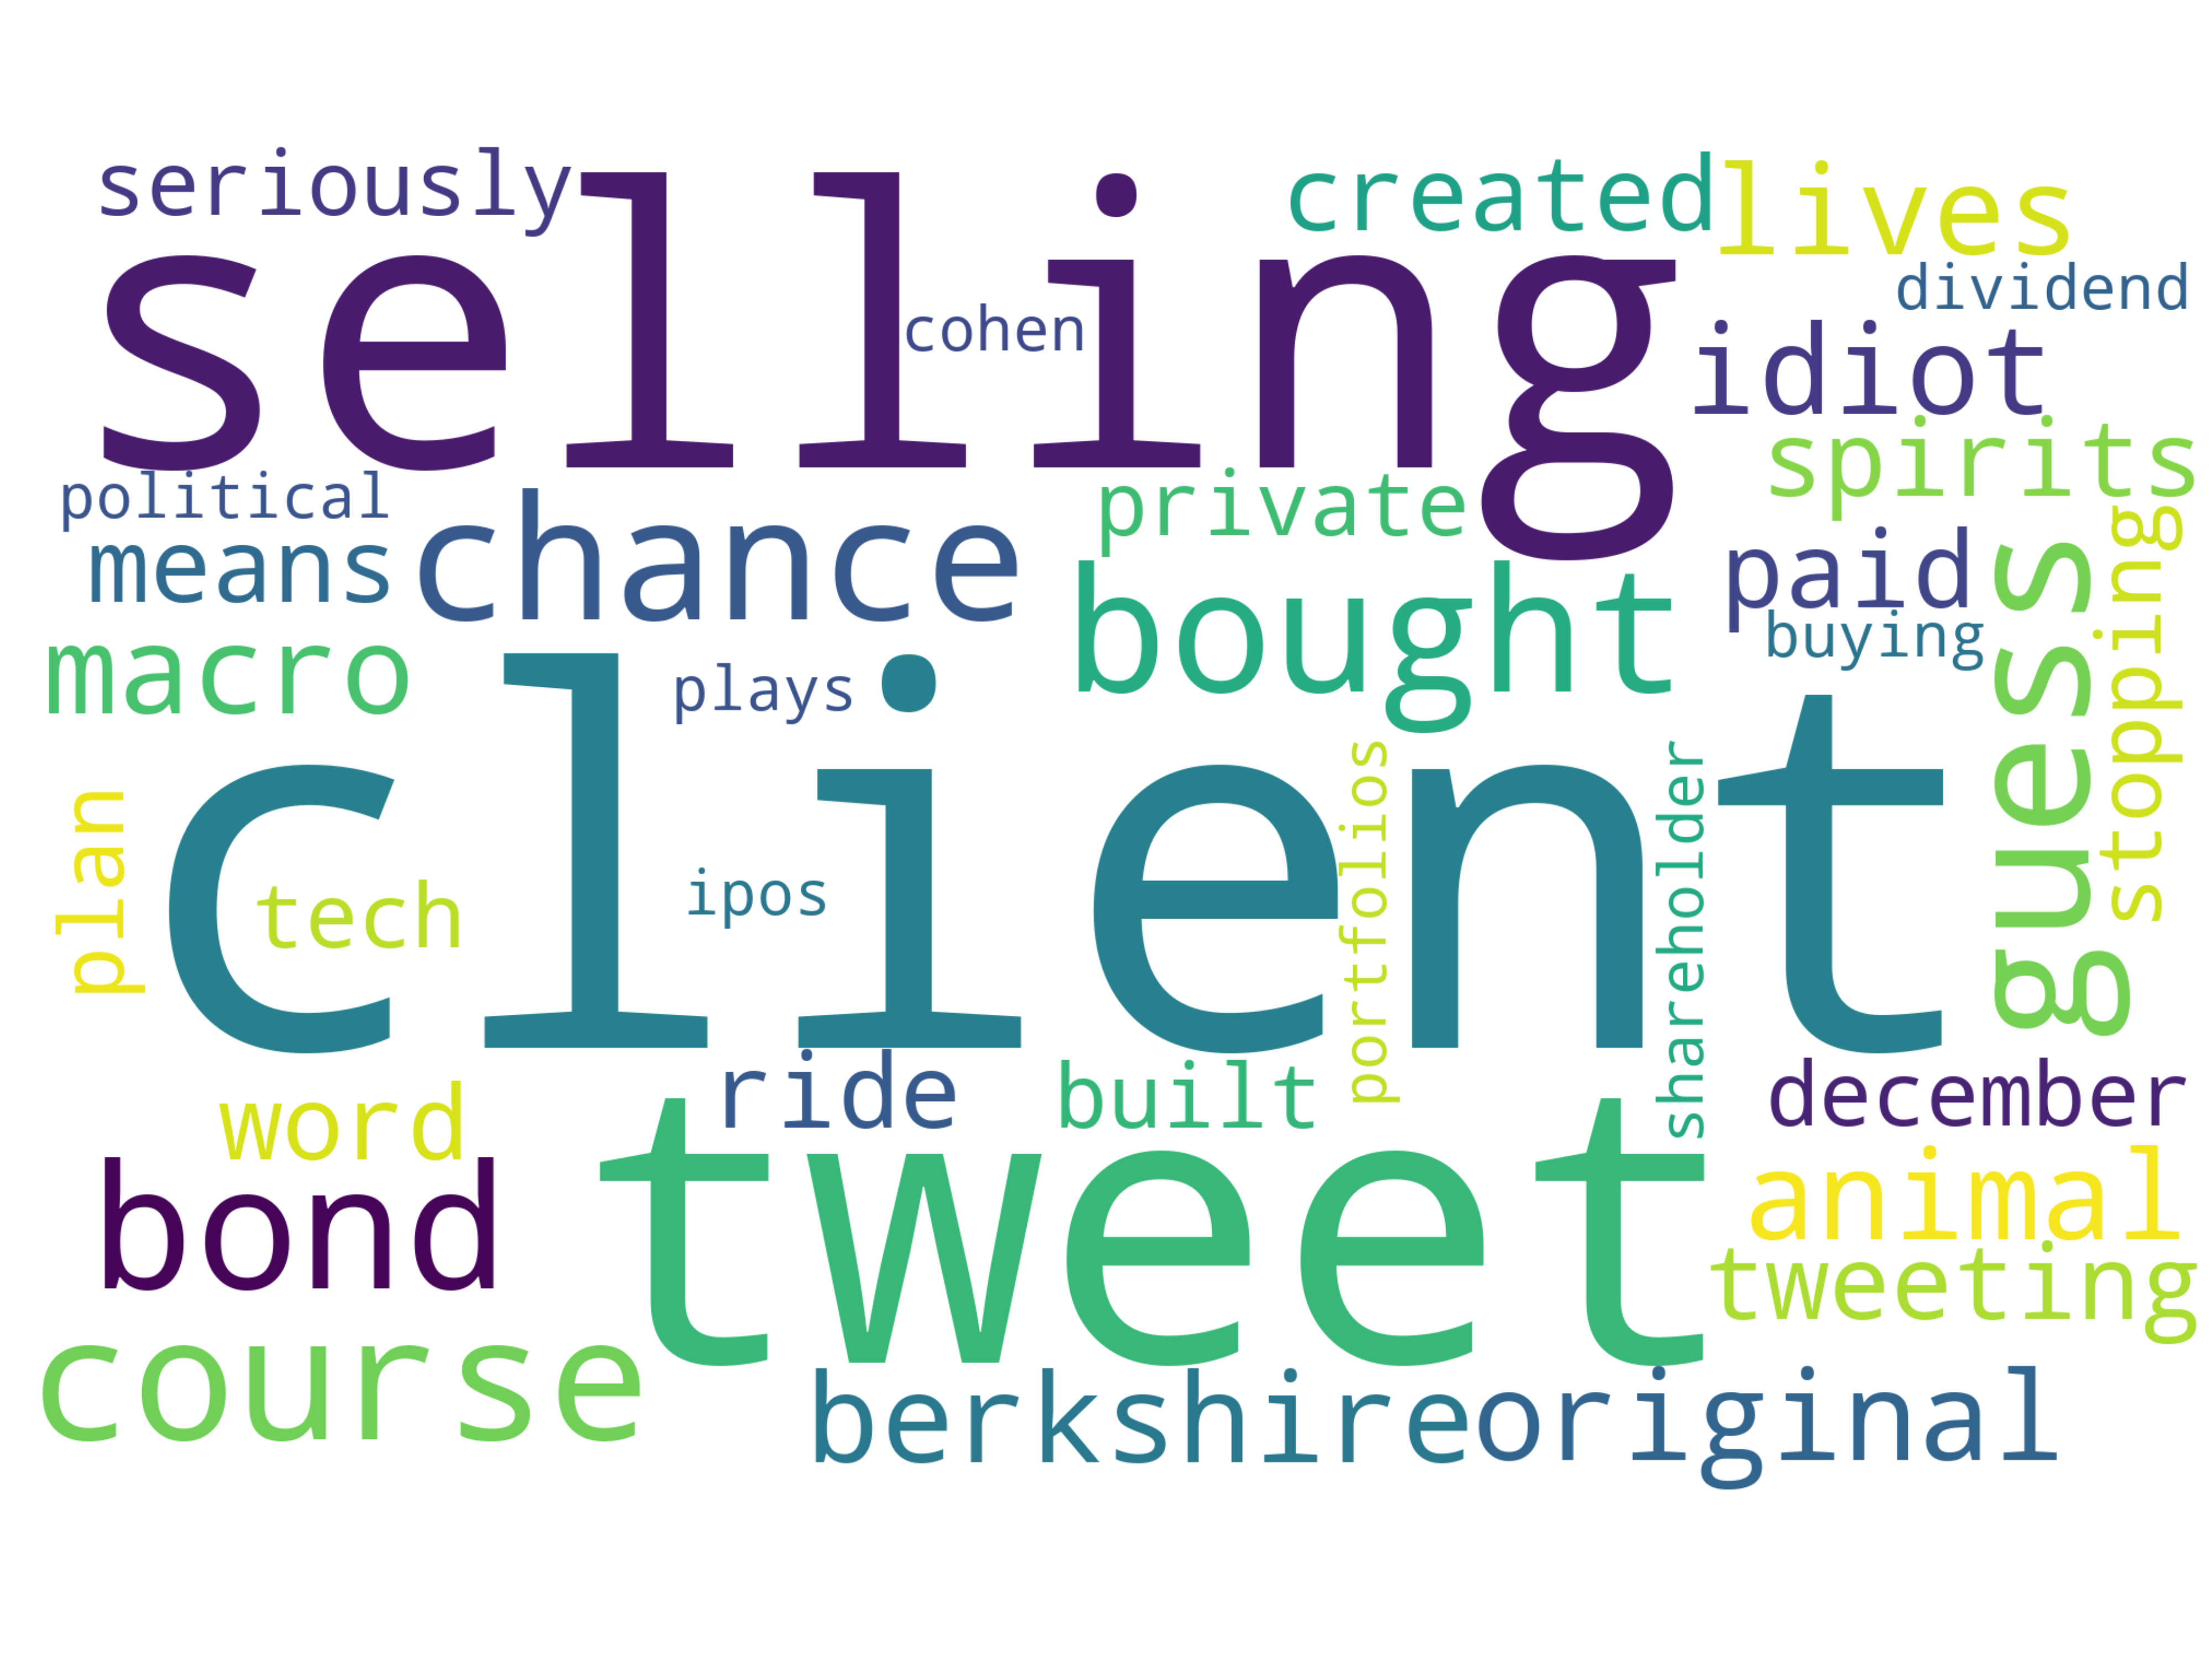 seriously
selling
created
lives
cohen
dividend
idiot
spirits
political
private
chance
means
bought
paid
buying
guess
stopping
macro
plays
client
portfolios
shareholder
plan
tech
ipos
ride
built
december
word
tweet
bond
animal
tweeting
course
berkshire
original